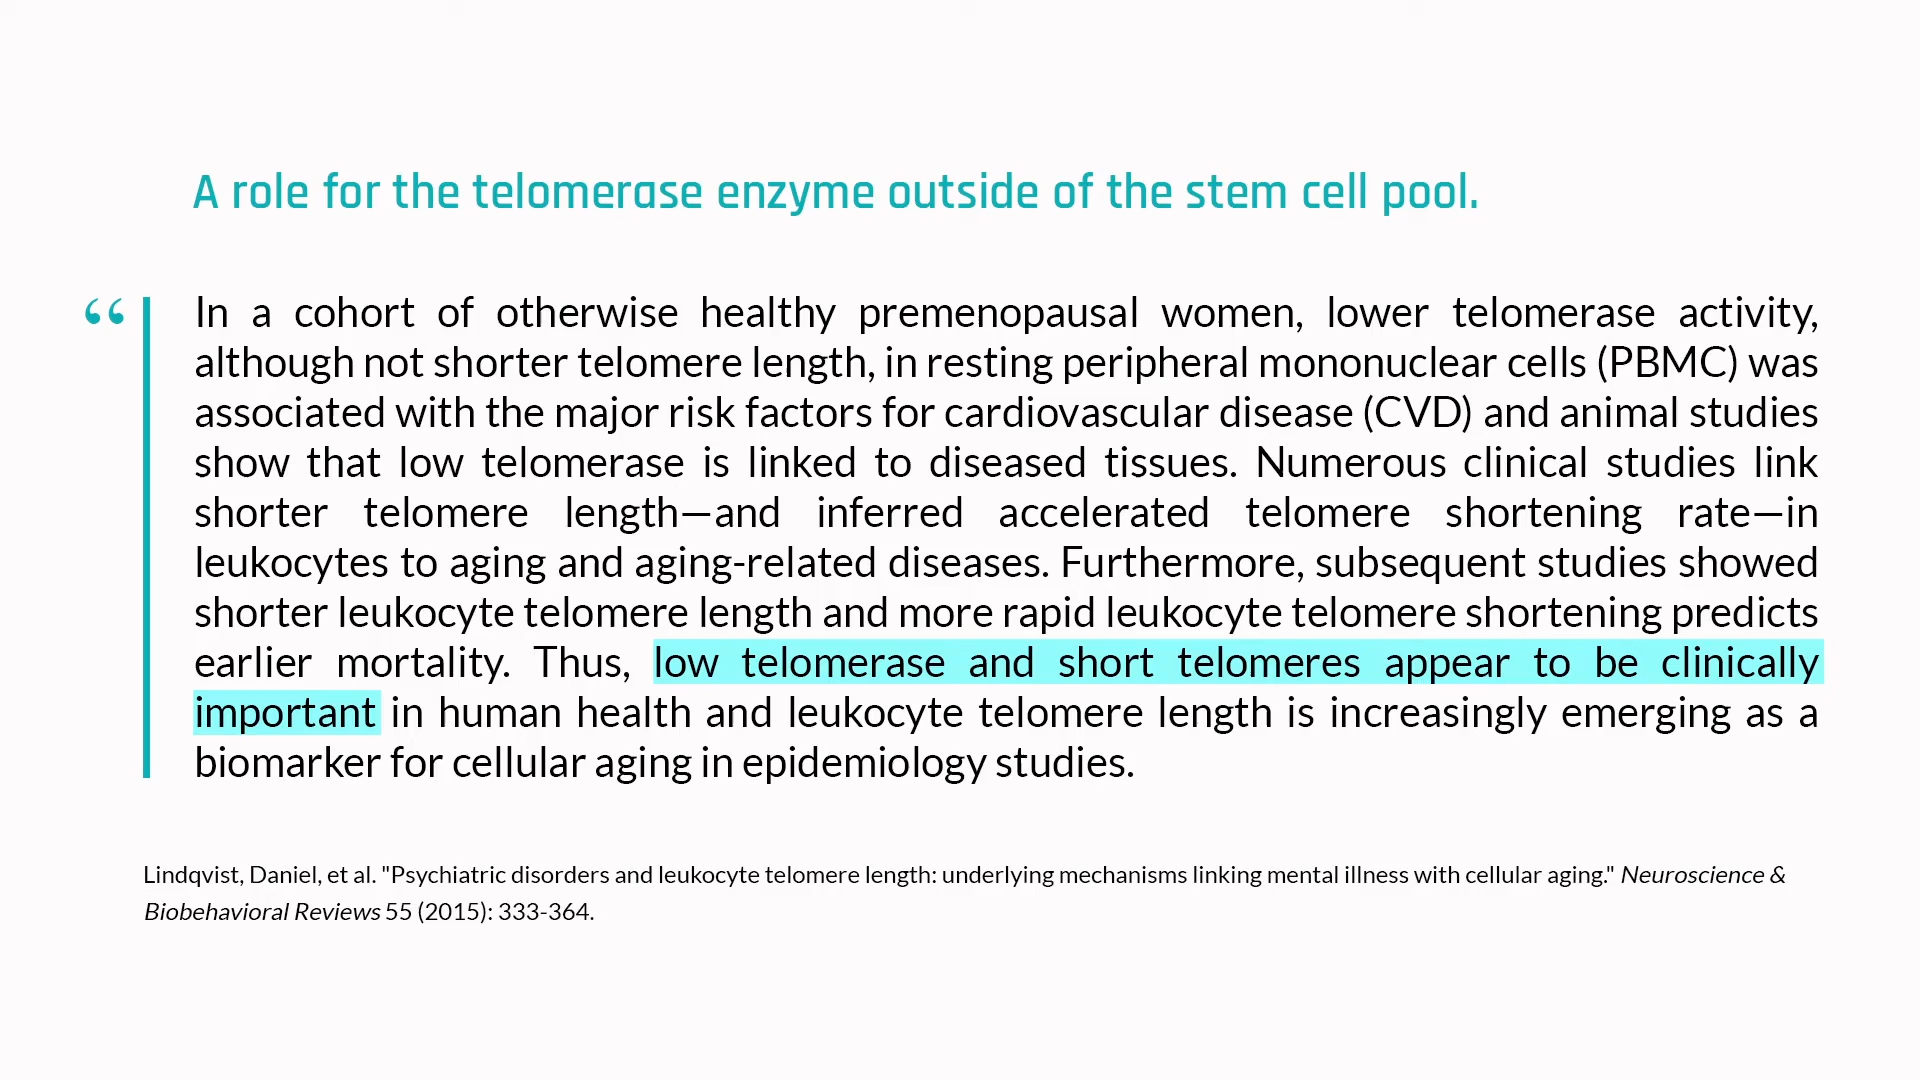 A role for the telomerase enzyme outside of the stem cell pool.
“
In a cohort of otherwise healthy premenopausal women, lower telomerase activity,
although not shorter telomere length, in resting peripheral mononuclear cells (PBMC) was
associated with the major risk factors for cardiovascular disease (CVD) and animal studies
show that low telomerase is linked to diseased tissues. Numerous clinical studies link
shorter telomere length—and inferred accelerated telomere shortening rate—in
leukocytes to aging and aging-related diseases. Furthermore, subsequent studies showed
shorter leukocyte telomere length and more rapid leukocyte telomere shortening predicts
earlier mortality. Thus, low telomerase and short telomeres appear to be clinically
important in human health and leukocyte telomere length is increasingly emerging as a
biomarker for cellular aging in epidemiology studies.
Lindqvist, Daniel, et al. "Psychiatric disorders and leukocyte telomere length: underlying mechanisms linking mental illness with cellular aging." Neuroscience &
Biobehavioral Reviews 55 (2015): 333-364.